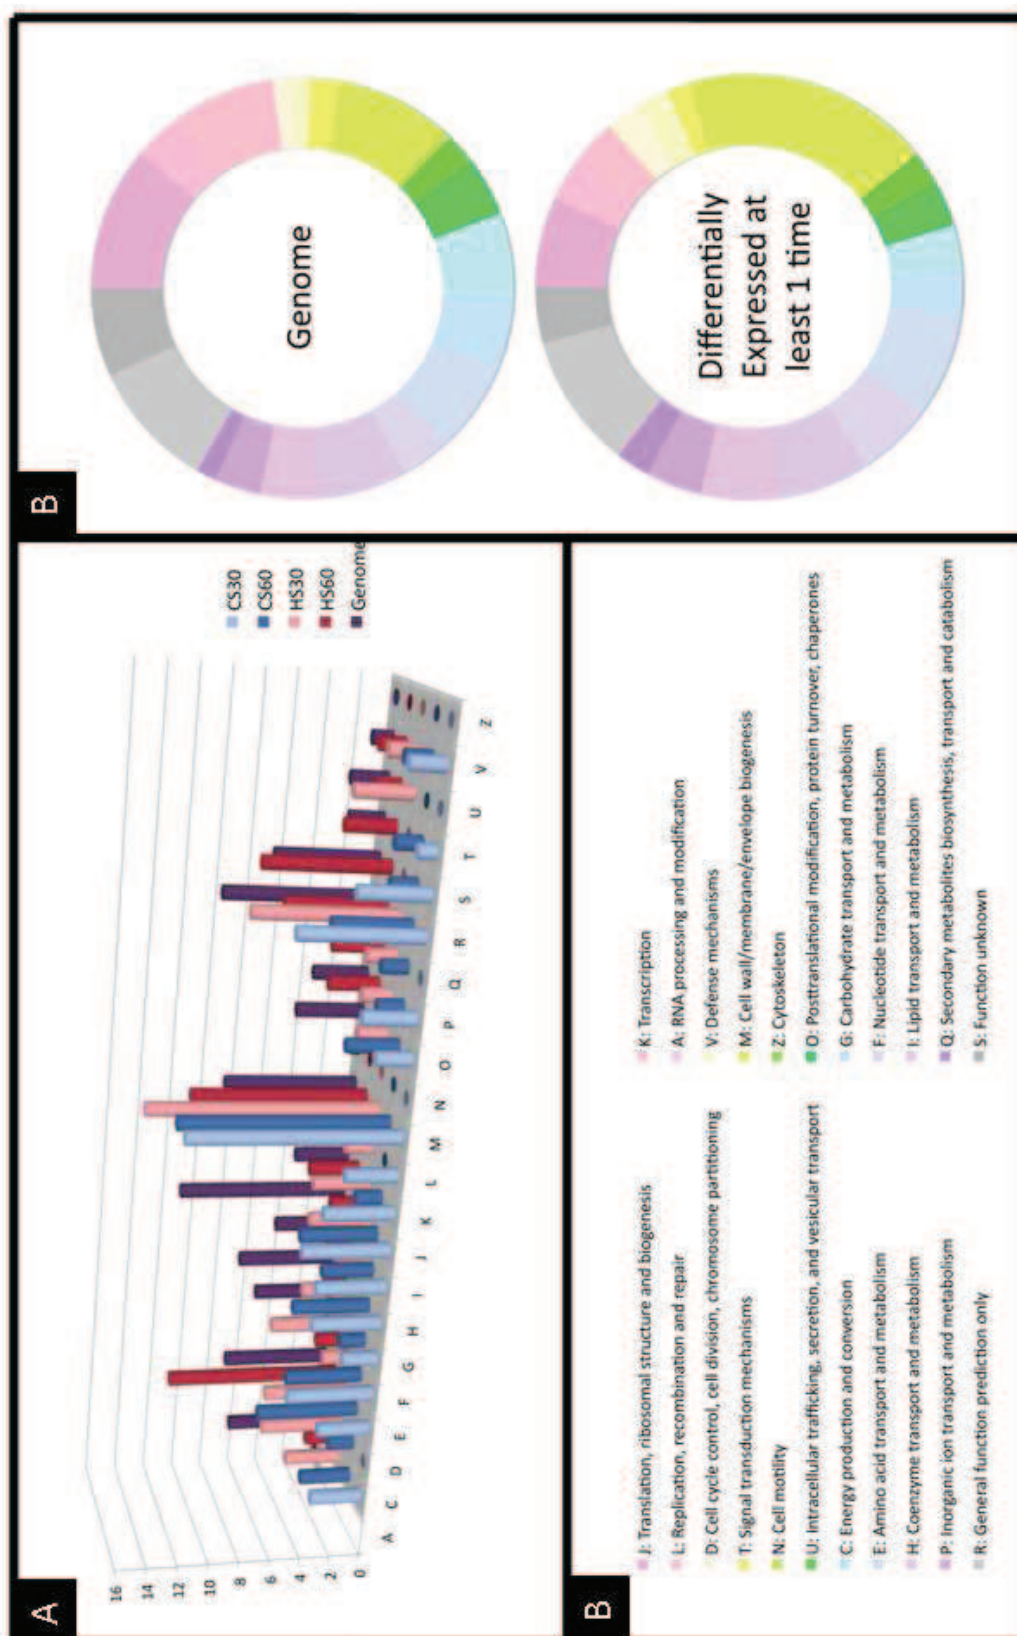 A
16
14
12
10
8
6
4
2
0
A C D E F G H I J K L M N O P Q R S T U V Z
CS30
CS60
HS30
HS60
Genome
B
Genome
Differentially
Expressed at
least 1 time
B
J: Translation, ribosomal structure and biogenesis
L: Replication, recombination and repair
D: Cell cycle control, cell division, chromosome partitioning
T: Signal transduction mechanisms
N: Cell motility
U: Intracellular trafficking, secretion, and vesicular transport
C: Energy production and conversion
E: Amino acid transport and metabolism
H: Coenzyme transport and metabolism
P: Inorganic ion transport and metabolism
R: General function prediction only
K: Transcription
A: RNA processing and modification
V: Defense mechanisms
M: Cell wall/membrane/envelope biogenesis
Z: Cytoskeleton
O: Posttranslational modification, protein turnover, chaperones
G: Carbohydrate transport and metabolism
F: Nucleotide transport and metabolism
I: Lipid transport and metabolism
Q: Secondary metabolites biosynthesis, transport and catabolism
S: Function unknown